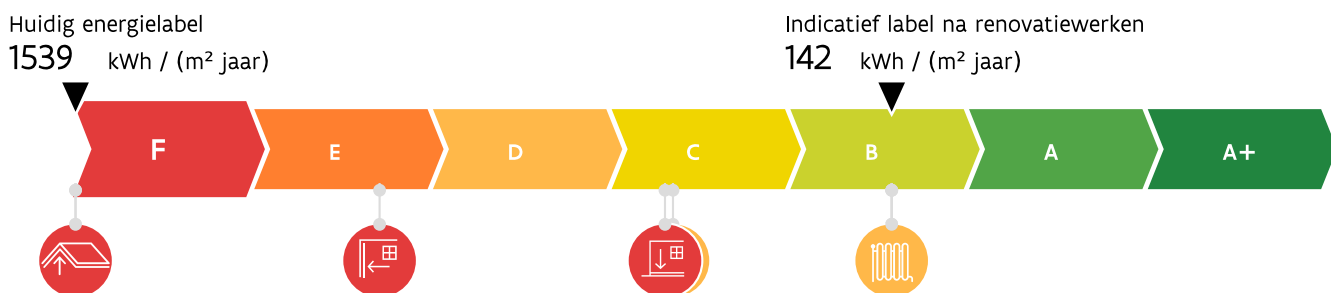 Huidig energielabel
1539 kWh / (m² jaar)
Indicatief label na renovatiewerken
142 kWh / (m² jaar)
F E D C B A A+